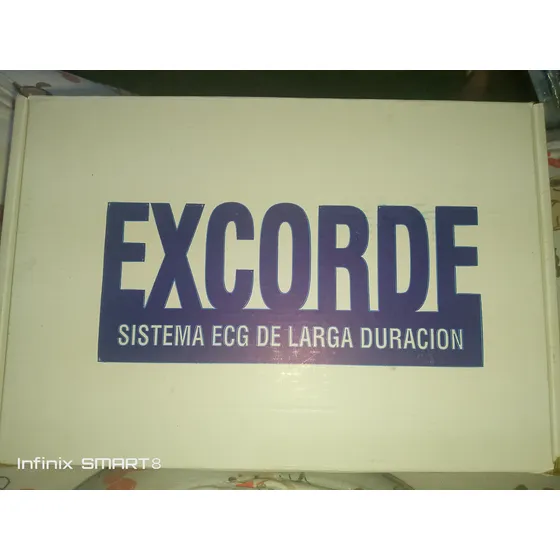 EXCORDE
SISTEMA ECG DE LARGA DURACION
Infinix SMART 8